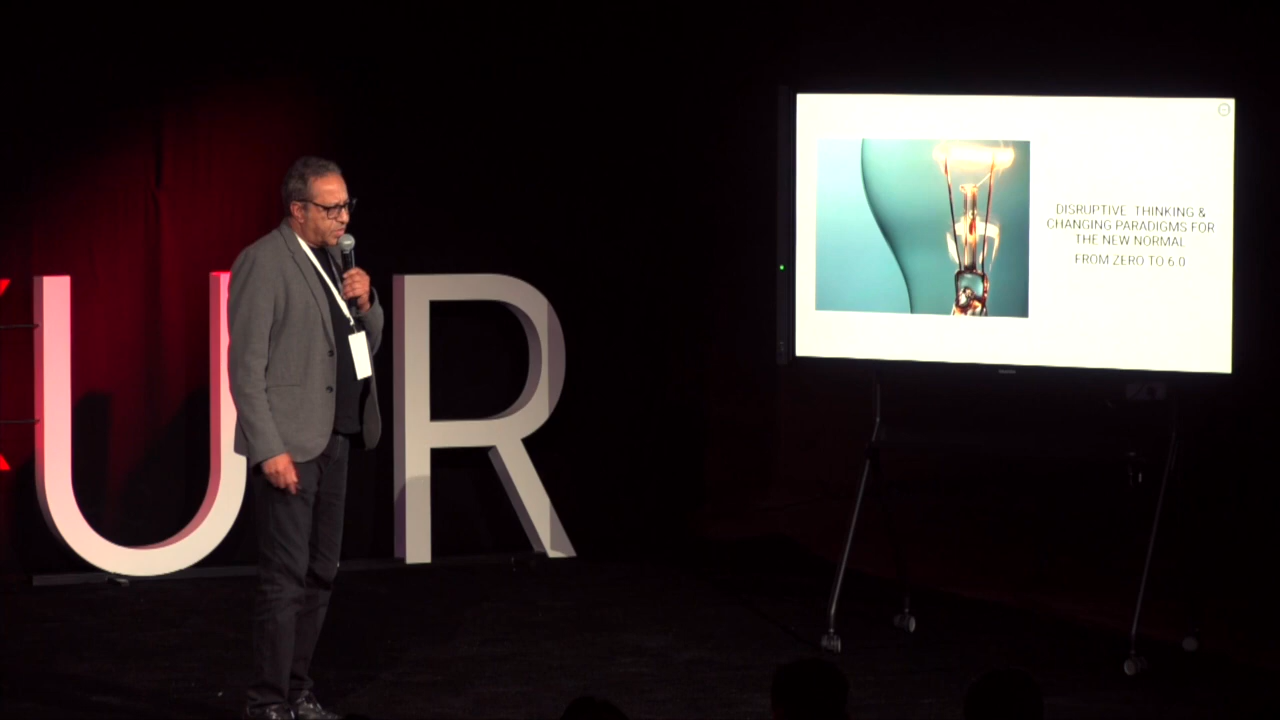 UR
DISRUPTIVE THINKING &
CHANGING PARADIGMS FOR
THE NEW NORMAL
FROM ZERO TO 6.0